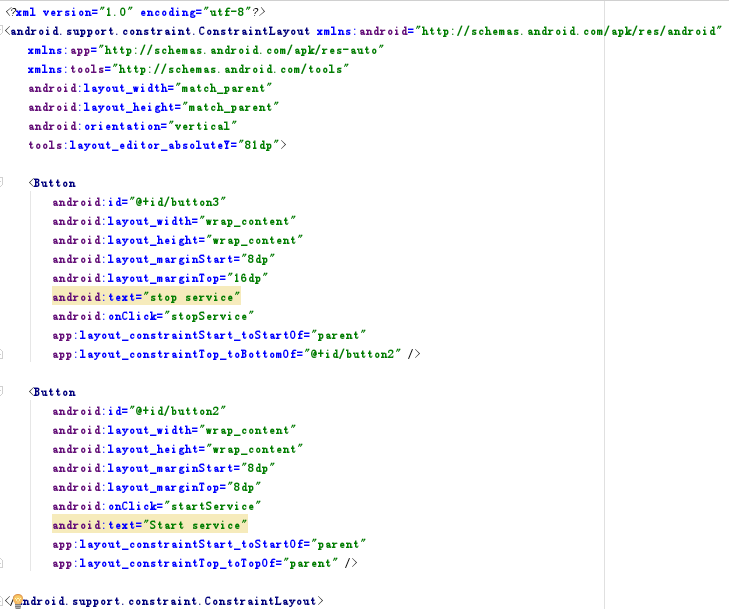 <?xml version="1.0" encoding="utf-8"?>
<android.support.constraint.ConstraintLayout xmlns:android="http://schemas.android.com/apk/res/android"
xmlns:app="http://schemas.android.com/apk/res-auto"
xmlns:tools="http://schemas.android.com/tools"
android:layout_width="match_parent"
android:layout_height="match_parent"
android:orientation="vertical"
tools:layout_editor_absoluteY="81dp">
<Button
android:id="@+id/button3"
android:layout_width="wrap_content"
android:layout_height="wrap_content"
android:layout_marginStart="8dp"
android:layout_marginTop="16dp"
android:text="stop service"
android:onClick="stopService"
app:layout_constraintStart_toStartOf="parent"
app:layout_constraintTop_toBottomOf="@+id/button2" />
<Button
android:id="@+id/button2"
android:layout_width="wrap_content"
android:layout_height="wrap_content"
android:layout_marginStart="8dp"
android:layout_marginTop="8dp"
android:onClick="startService"
android:text="Start service"
app:layout_constraintStart_toStartOf="parent"
app:layout_constraintTop_toTopOf="parent" />
</android.support.constraint.ConstraintLayout>